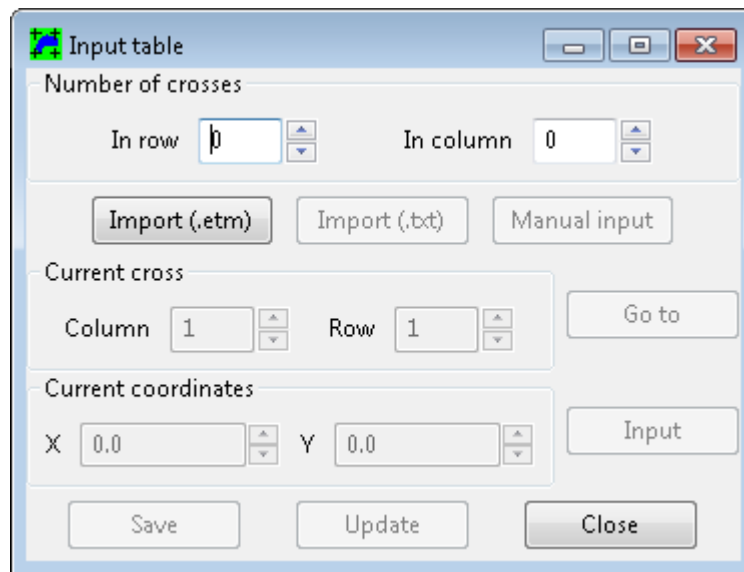 Input table
Number of crosses
In row 0 In column 0
Import (.etm) Import (.txt) Manual input
Current cross
Column 1 Row 1 Go to
Current coordinates
X 0.0 Y 0.0 Input
Save Update Close